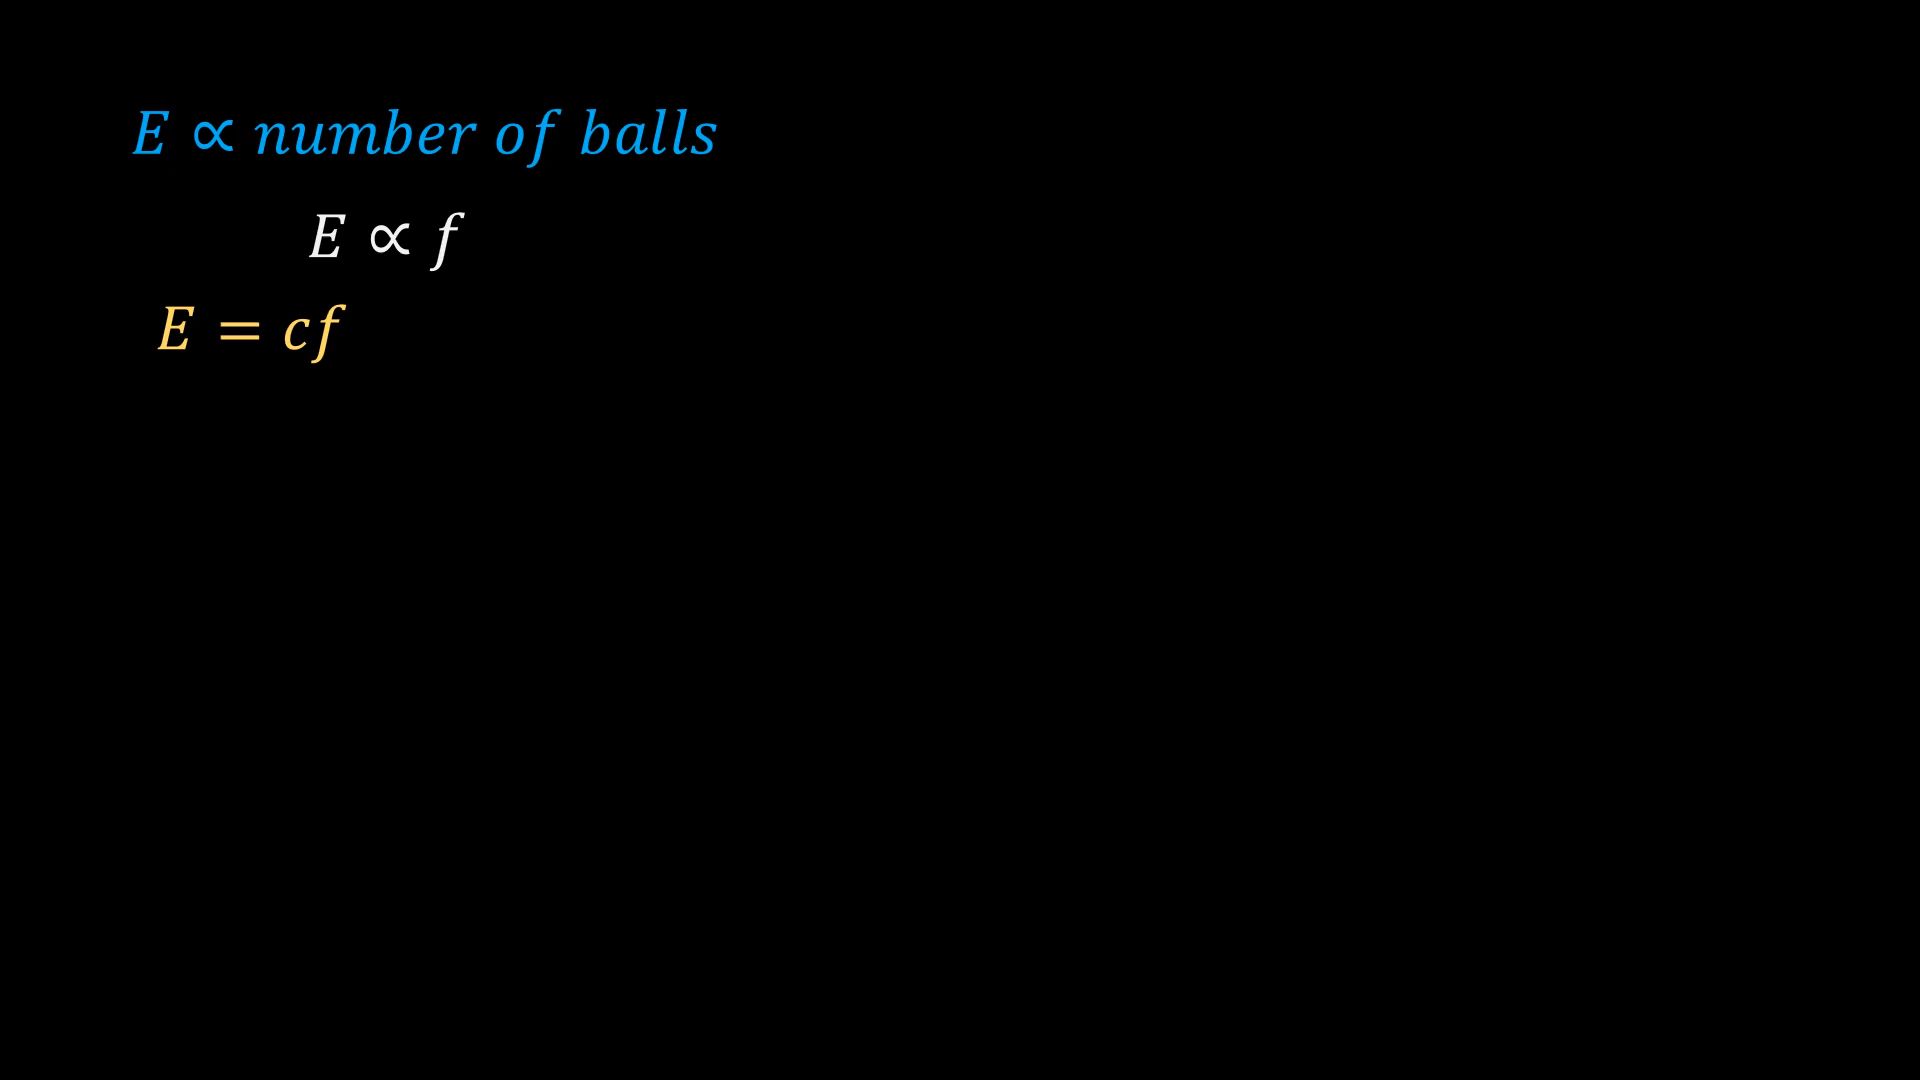 E ∝ number of balls
E ∝ f
E = cf